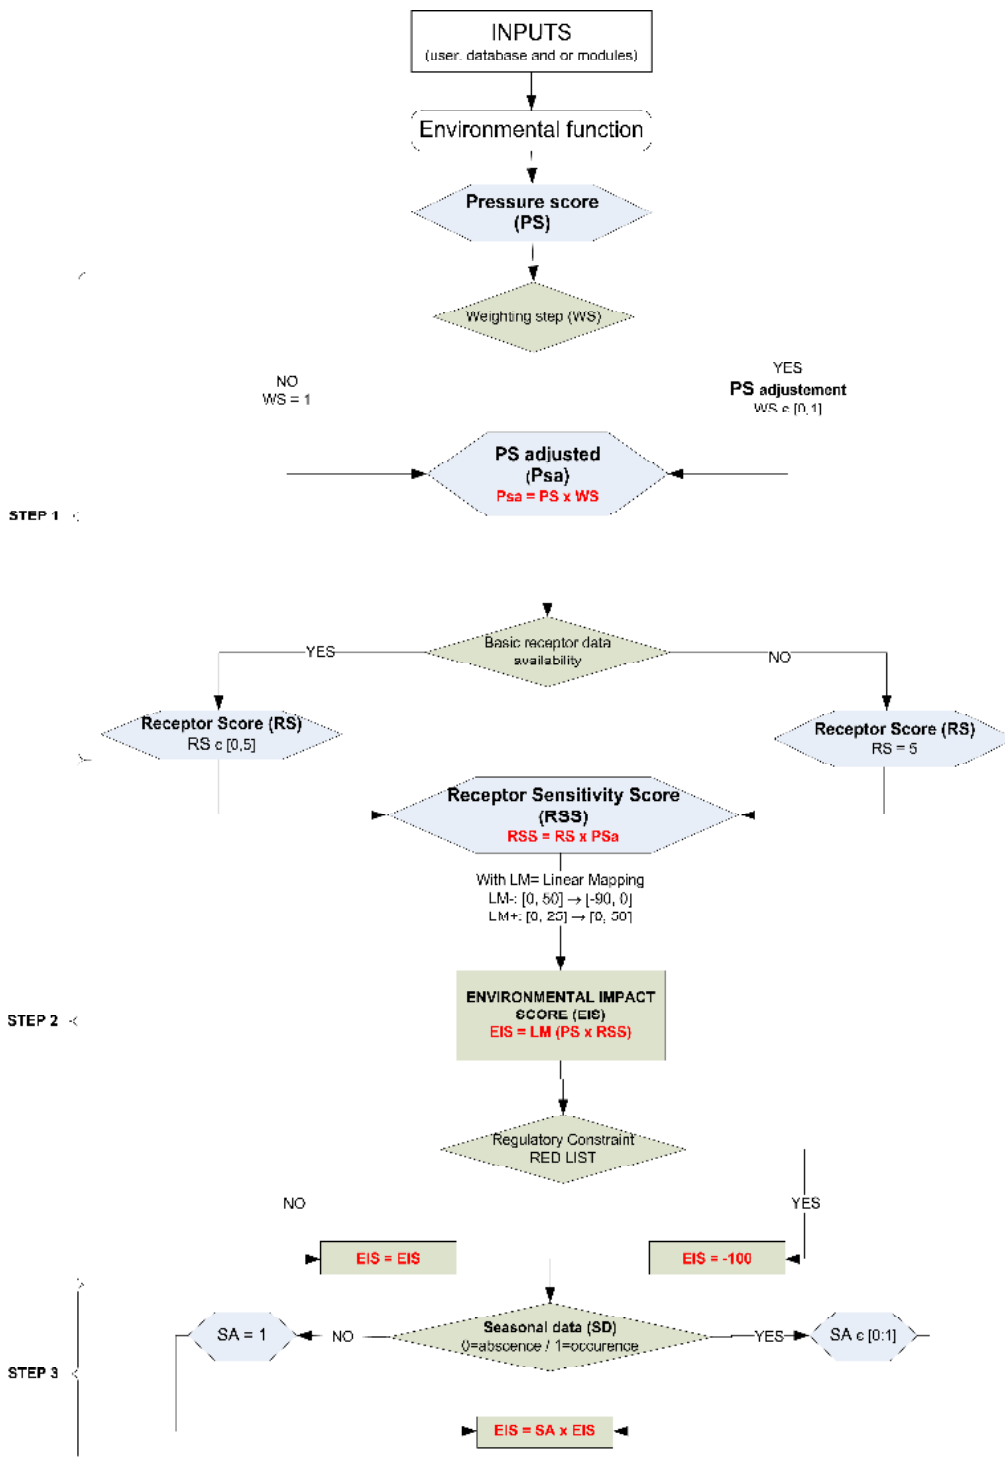 INPUTS
(user, database and or modules)
Environmental function
Pressure score
(PS)
Weighting step (WS)
NO
WS = 1
YES
PS adjustement
WS ϵ [0,1]
PS adjusted
(Psa)
Psa = PS x WS
STEP 1
Basic receptor data
availability
YES
NO
Receptor Score (RS)
RS ϵ [0,5]
Receptor Score (RS)
RS = 5
Receptor Sensitivity Score
(RSS)
RSS = RS x PSa
With LM= Linear Mapping
LM-: [0, 50] → [-90, 0]
LM+: [0, 25] → [0, 50]
STEP 2
ENVIRONMENTAL IMPACT
SCORE (EIS)
EIS = LM (PS x RSS)
Regulatory Constraint
RED LIST
NO
YES
EIS = EIS
EIS = -100
SA = 1
NO
Seasonal data (SD)
0=abscence / 1=occurence
YES
SA ϵ [0:1]
STEP 3
EIS = SA x EIS